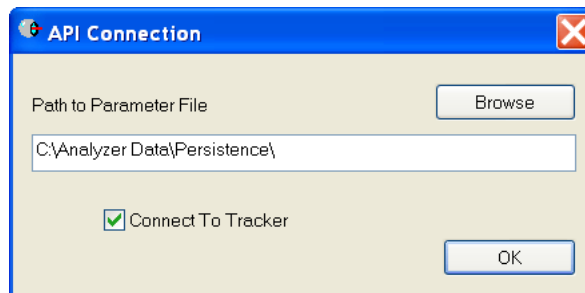 API Connection
Path to Parameter File
Browse
C:\Analyzer Data\Persistence\
Connect To Tracker
OK